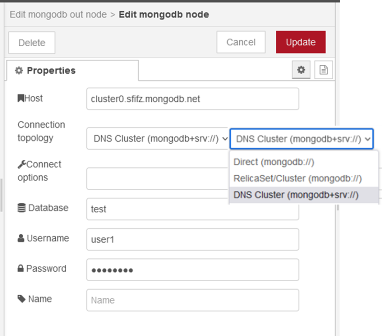 Edit mongodb out node > Edit mongodb node
Delete
Cancel
Update
Properties
Host
cluster0.sfifz.mongodb.net
Connection topology
DNS Cluster (mongodb+srv://)
DNS Cluster (mongodb+srv://)
Direct (mongodb://)
RelicaSet/Cluster (mongodb://)
DNS Cluster (mongodb+srv://)
Connect options
Database
test
Username
user1
Password
••••••••
Name
Name